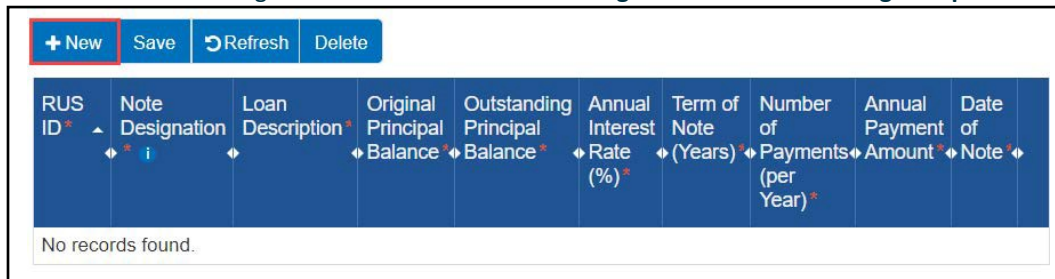 + New Save Refresh Delete
RUS ID* Note Designation * i Loan Description* Original Principal Balance * Outstanding Principal Balance* Annual Interest Rate (%)* Term of Note (Years)* Number of Payments (per Year)* Annual Payment Amount* Date of Note*
No records found.